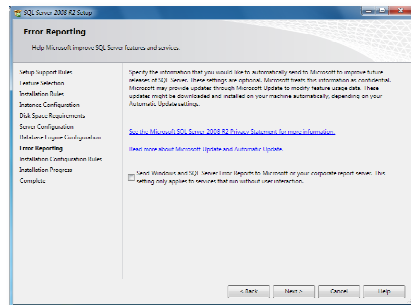 SQL Server 2008 R2 Setup
Error Reporting
Help Microsoft improve SQL Server features and services.
Setup Support Rules
Feature Selection
Installation Rules
Instance Configuration
Disk Space Requirements
Server Configuration
Database Engine Configuration
Error Reporting
Installation Configuration Rules
Installation Progress
Complete
Specify the information that you would like to automatically send to Microsoft to improve future
releases of SQL Server. These settings are optional. Microsoft treats this information as confidential.
Microsoft may provide updates through Microsoft Update to modify feature usage data. These
updates might be downloaded and installed on your machine automatically, depending on your
Automatic Update settings.
See the Microsoft SQL Server 2008 R2 Privacy Statement for more information.
Read more about Microsoft Update and Automatic Update.
Send Windows and SQL Server Error Reports to Microsoft or your corporate report server. This
setting only applies to services that run without user interaction.
< Back
Next >
Cancel
Help